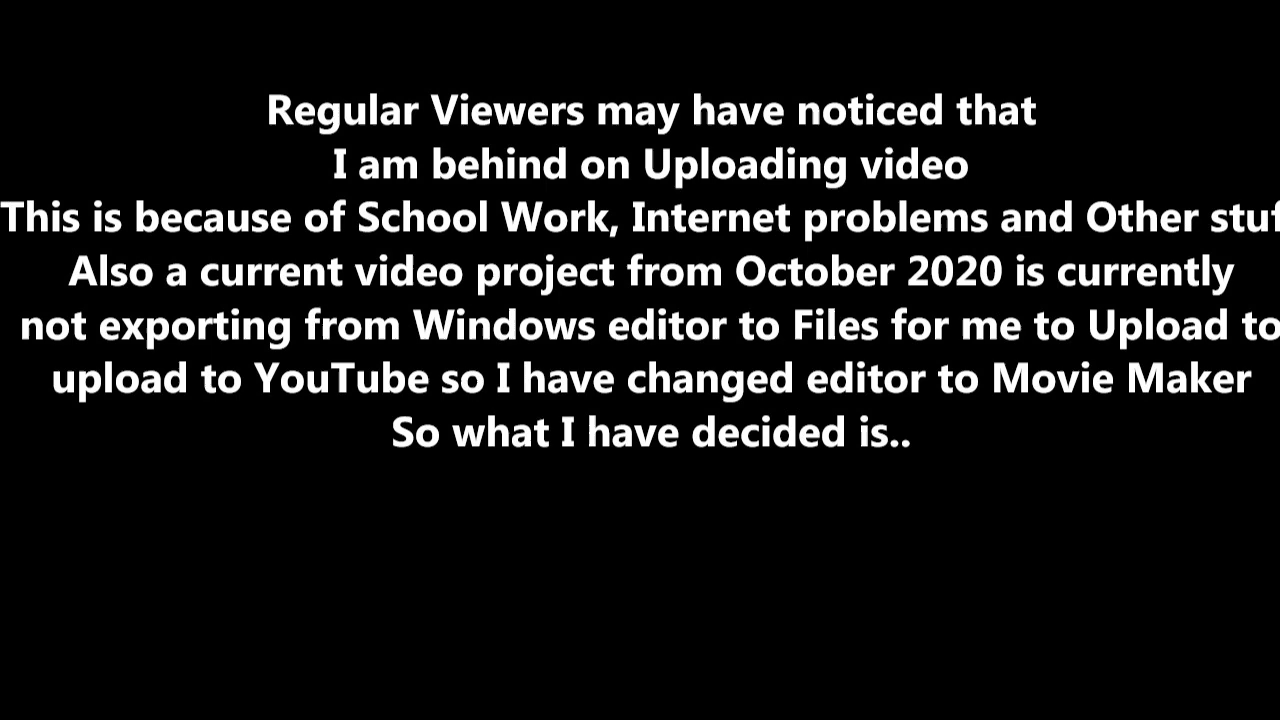 Regular Viewers may have noticed that
I am behind on Uploading video
This is because of School Work, Internet problems and Other stuf
Also a current video project from October 2020 is currently
not exporting from Windows editor to Files for me to Upload to
upload to YouTube so I have changed editor to Movie Maker
So what I have decided is..